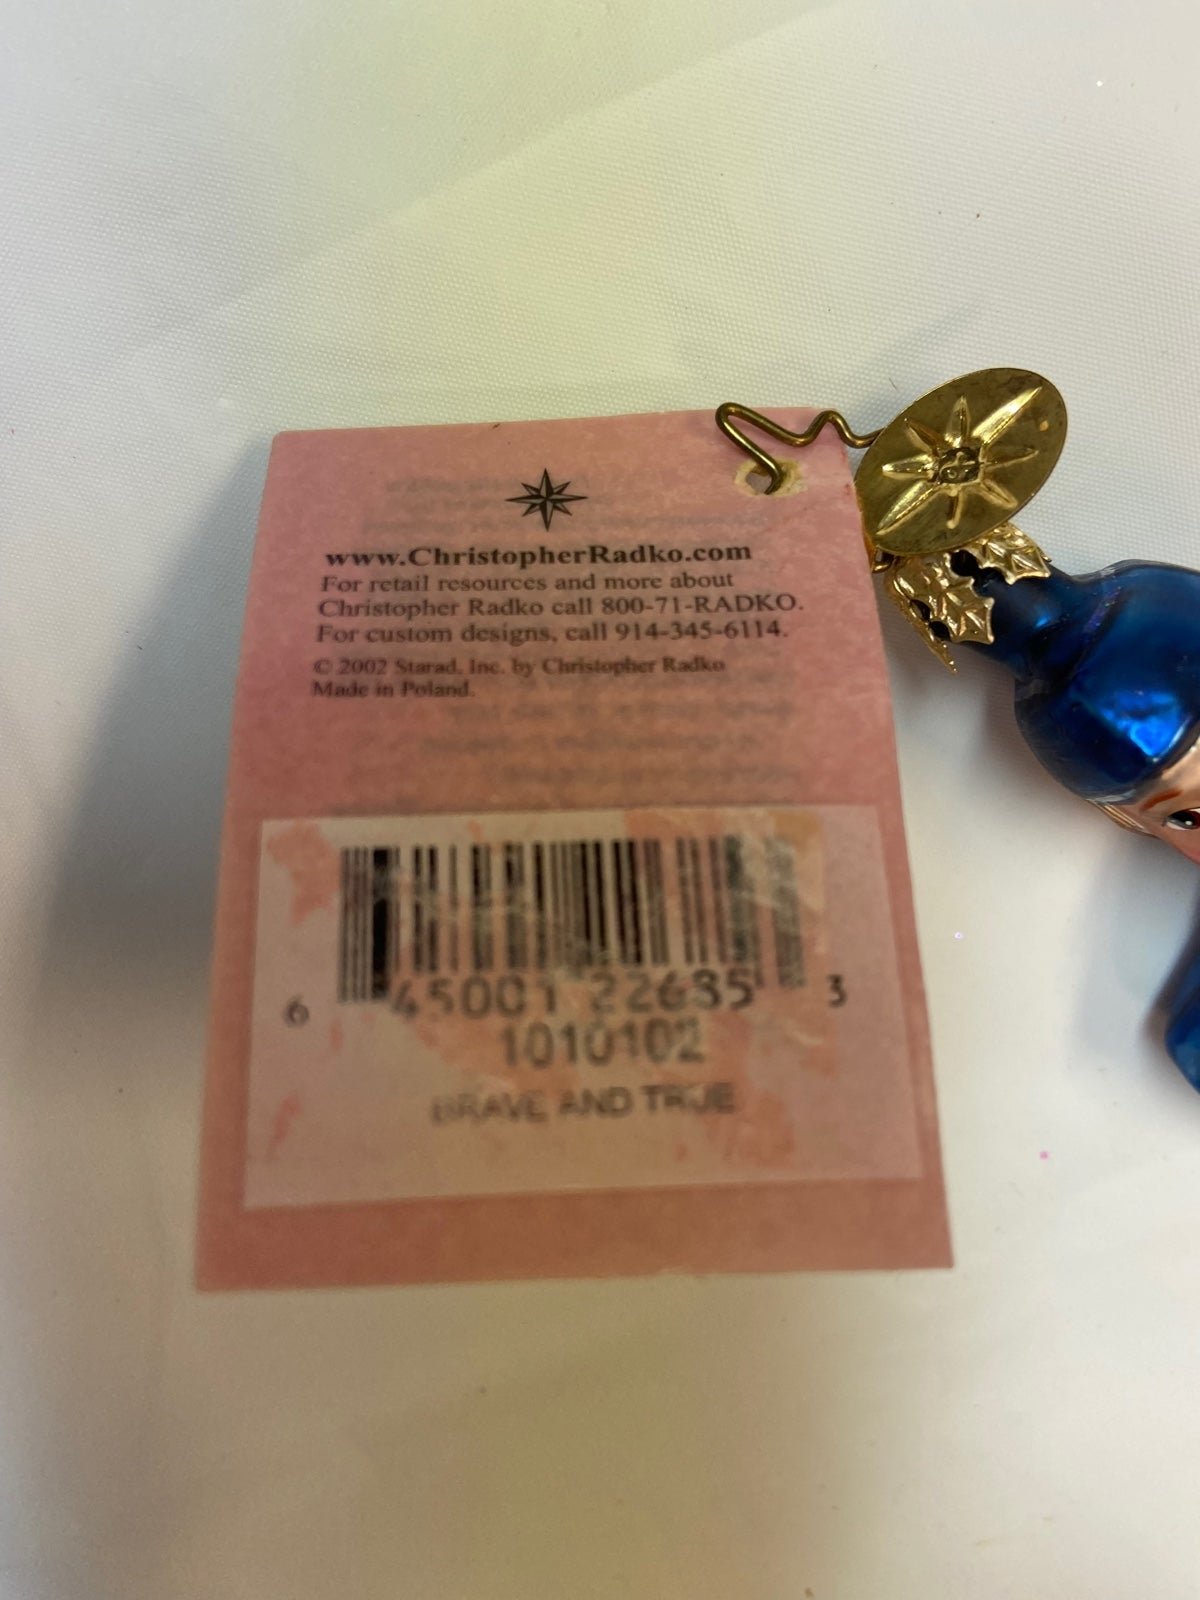 www.ChristopherRadko.com
For retail resources and more about
Christopher Radko call 800-71-RADKO.
For custom designs, call 914-345-6114.
© 2002 Starad, Inc. by Christopher Radko
Made in Poland.
6 45001 22685 3
1010102
BRAVE AND TRUE